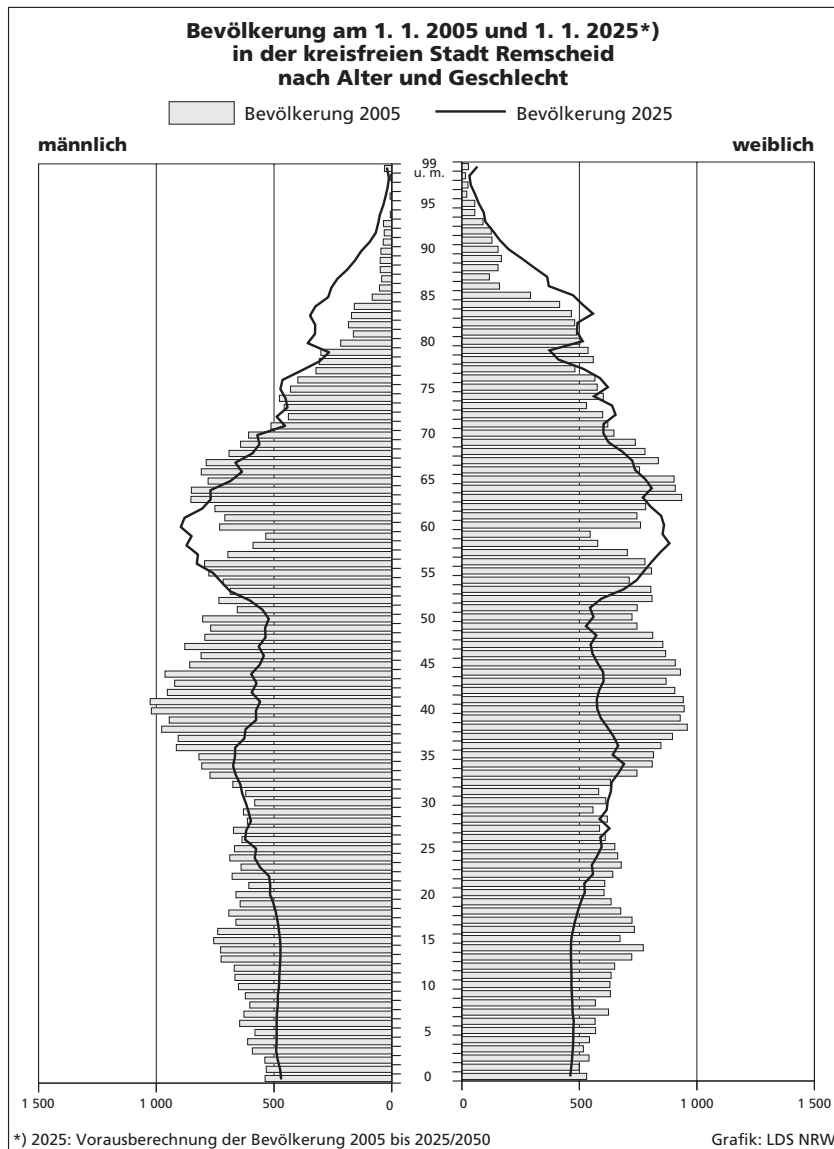 Bevölkerung am 1. 1. 2005 und 1. 1. 2025*)
in der kreisfreien Stadt Remscheid
nach Alter und Geschlecht
Bevölkerung 2005 Bevölkerung 2025
männlich weiblich
99
u. m.
95
90
85
80
75
70
65
60
55
50
45
40
35
30
25
20
15
10
5
0
1 500 1 000 500 0 0 500 1 000 1 500
*) 2025: Vorausberechnung der Bevölkerung 2005 bis 2025/2050 Grafik: LDS NRW